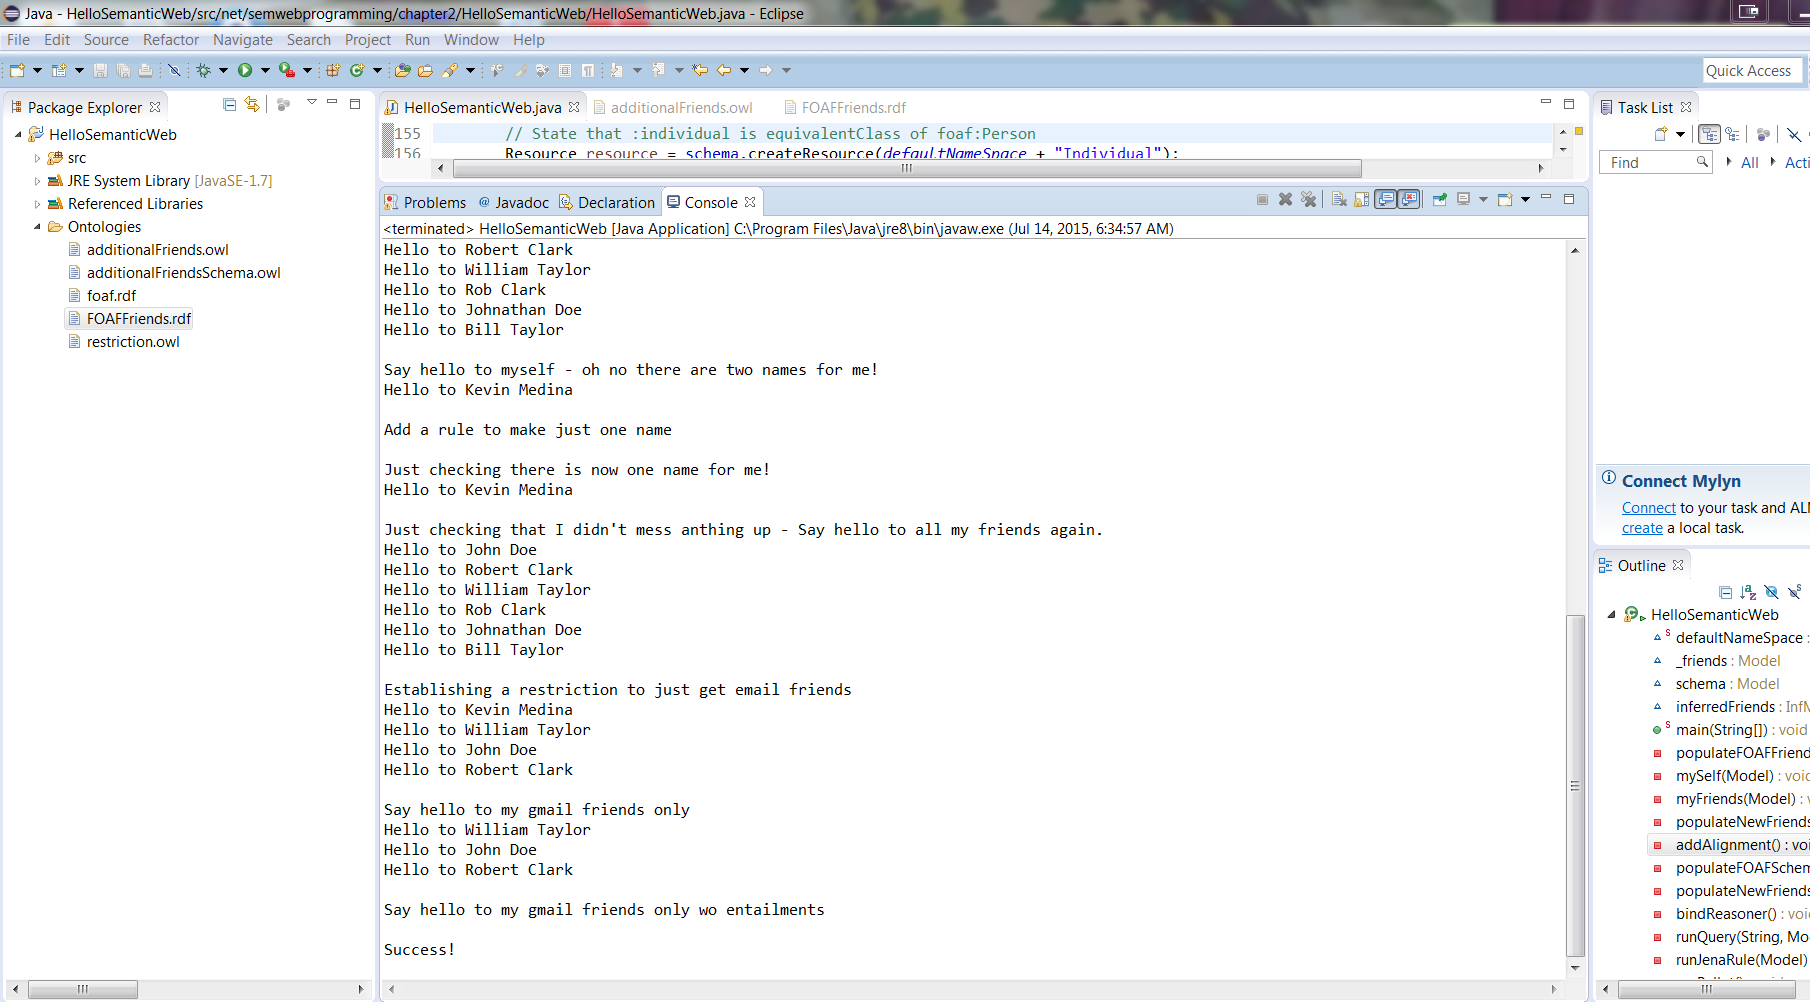 Java - HelloSemanticWeb/src/net/semwebprogramming/chapter2/HelloSemanticWeb/HelloSemanticWeb.java - Eclipse
File Edit Source Refactor Navigate Search Project Run Window Help
Quick Access
Package Explorer
HelloSemanticWeb
src
JRE System Library [JavaSE-1.7]
Referenced Libraries
Ontologies
additionalFriends.owl
additionalFriendsSchema.owl
foaf.rdf
FOAFFriends.rdf
restriction.owl
HelloSemanticWeb.java additionalFriends.owl FOAFFriends.rdf
155 // State that :individual is equivalentClass of foaf:Person
156 Resource resource = schema.createResource(defaultNameSpace + "Individual");
Problems @ Javadoc Declaration Console
<terminated> HelloSemanticWeb [Java Application] C:\Program Files\Java\jre8\bin\javaw.exe (Jul 14, 2015, 6:34:57 AM)
Hello to Robert Clark
Hello to William Taylor
Hello to Rob Clark
Hello to Johnathan Doe
Hello to Bill Taylor
Say hello to myself - oh no there are two names for me!
Hello to Kevin Medina
Add a rule to make just one name
Just checking there is now one name for me!
Hello to Kevin Medina
Just checking that I didn't mess anthing up - Say hello to all my friends again.
Hello to John Doe
Hello to Robert Clark
Hello to William Taylor
Hello to Rob Clark
Hello to Johnathan Doe
Hello to Bill Taylor
Establishing a restriction to just get email friends
Hello to Kevin Medina
Hello to William Taylor
Hello to John Doe
Hello to Robert Clark
Say hello to my gmail friends only
Hello to William Taylor
Hello to John Doe
Hello to Robert Clark
Say hello to my gmail friends only wo entailments
Success!
Task List
Find All Acti
Connect Mylyn
Connect to your task and ALM
create a local task.
Outline
HelloSemanticWeb
defaultNameSpace :
_friends : Model
schema : Model
inferredFriends : InfM
main(String[]) : void
populateFOAFFriend
mySelf(Model) : void
myFriends(Model) : v
populateNewFriends
addAlignment() : voi
populateFOAFSchem
populateNewFriends
bindReasoner() : voi
runQuery(String, Mo
runJenaRule(Model)